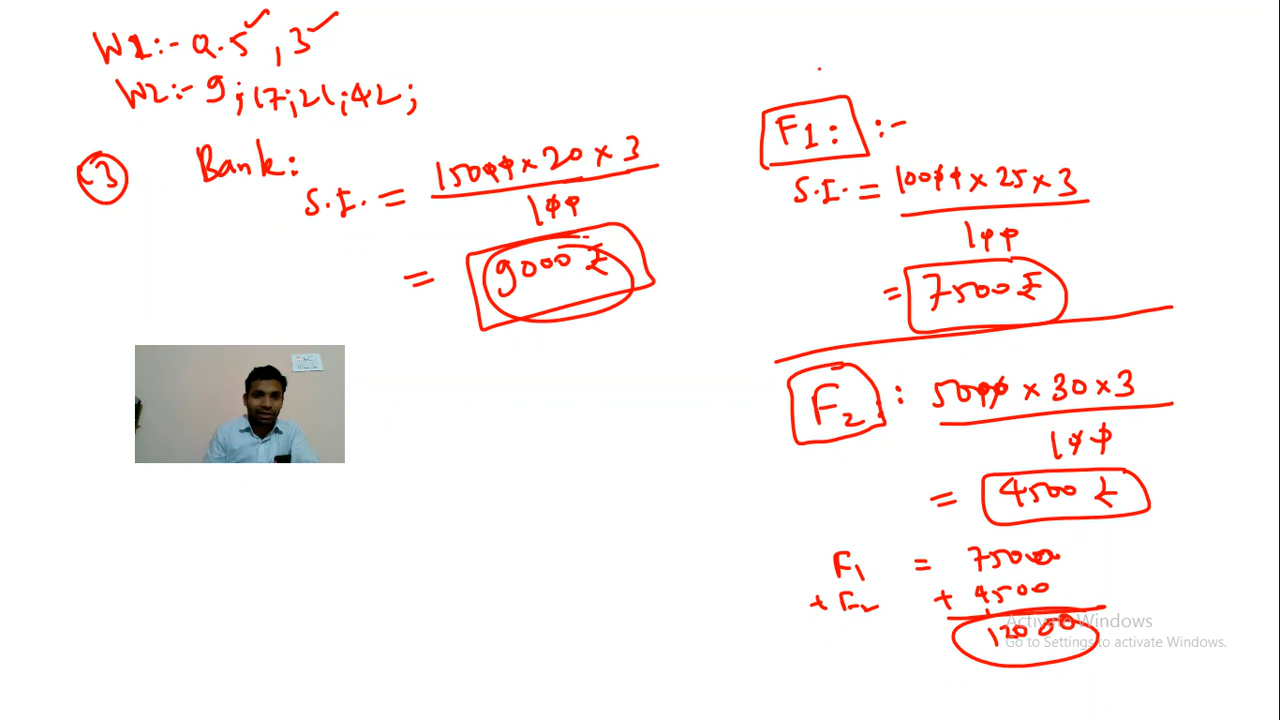 W1:- Q.5✓, 3✓
W2:- 9; 17; 21; 42;
(3) Bank:
S.I. = 15000 x 20 x 3
100
= 9000 ₹
F1: :-
S.I. = 10000 x 25 x 3
100
= 7500 ₹
F2 : 5000 x 30 x 3
100
= 4500 ₹
F1 = 7500
+ F2 + 4500
12000
Activate Windows
Go to Settings to activate Windows.